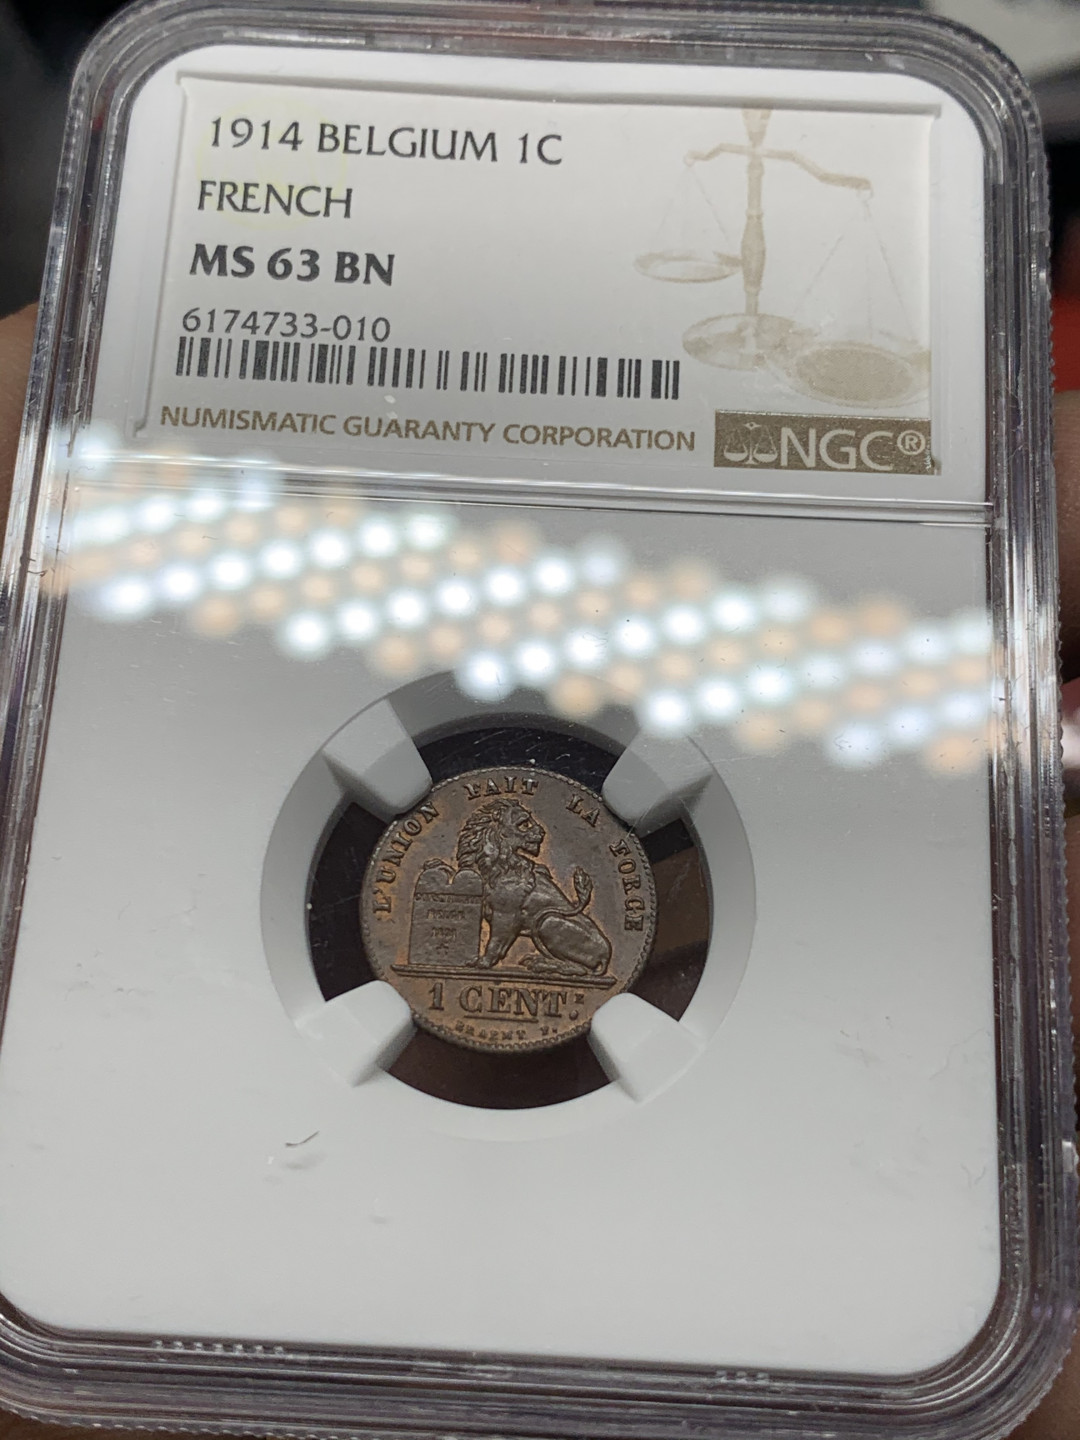 1914 BELGIUM 1C
FRENCH
MS 63 BN
6174733-010
NUMISMATIC GUARANTY CORPORATION
NGC®
L'UNION FAIT LA FORCE
1 CENT.